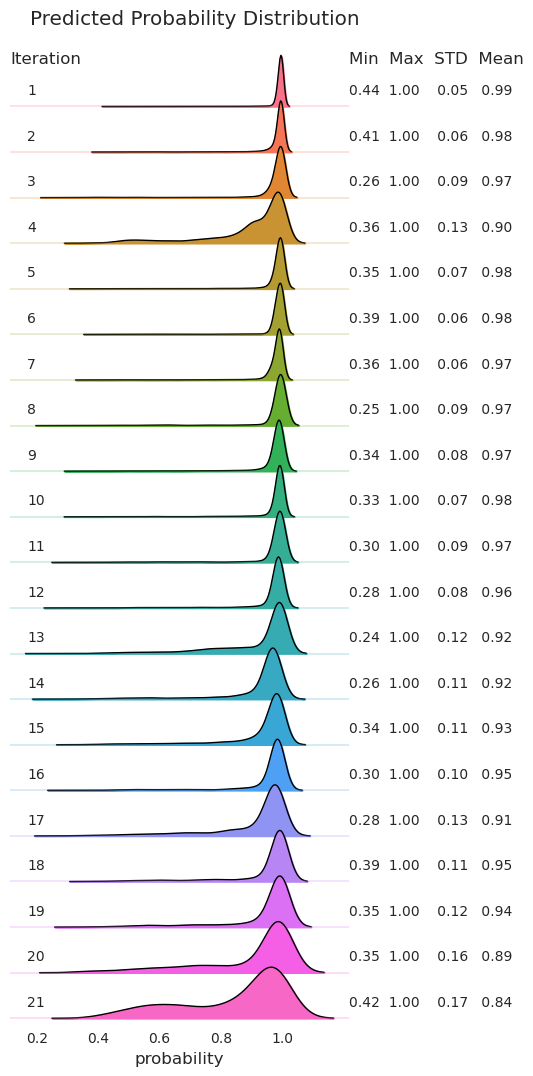 Predicted Probability Distribution
Iteration Min Max STD Mean
1 0.44 1.00 0.05 0.99
2 0.41 1.00 0.06 0.98
3 0.26 1.00 0.09 0.97
4 0.36 1.00 0.13 0.90
5 0.35 1.00 0.07 0.98
6 0.39 1.00 0.06 0.98
7 0.36 1.00 0.06 0.97
8 0.25 1.00 0.09 0.97
9 0.34 1.00 0.08 0.97
10 0.33 1.00 0.07 0.98
11 0.30 1.00 0.09 0.97
12 0.28 1.00 0.08 0.96
13 0.24 1.00 0.12 0.92
14 0.26 1.00 0.11 0.92
15 0.34 1.00 0.11 0.93
16 0.30 1.00 0.10 0.95
17 0.28 1.00 0.13 0.91
18 0.39 1.00 0.11 0.95
19 0.35 1.00 0.12 0.94
20 0.35 1.00 0.16 0.89
21 0.42 1.00 0.17 0.84
0.2 0.4 0.6 0.8 1.0
probability